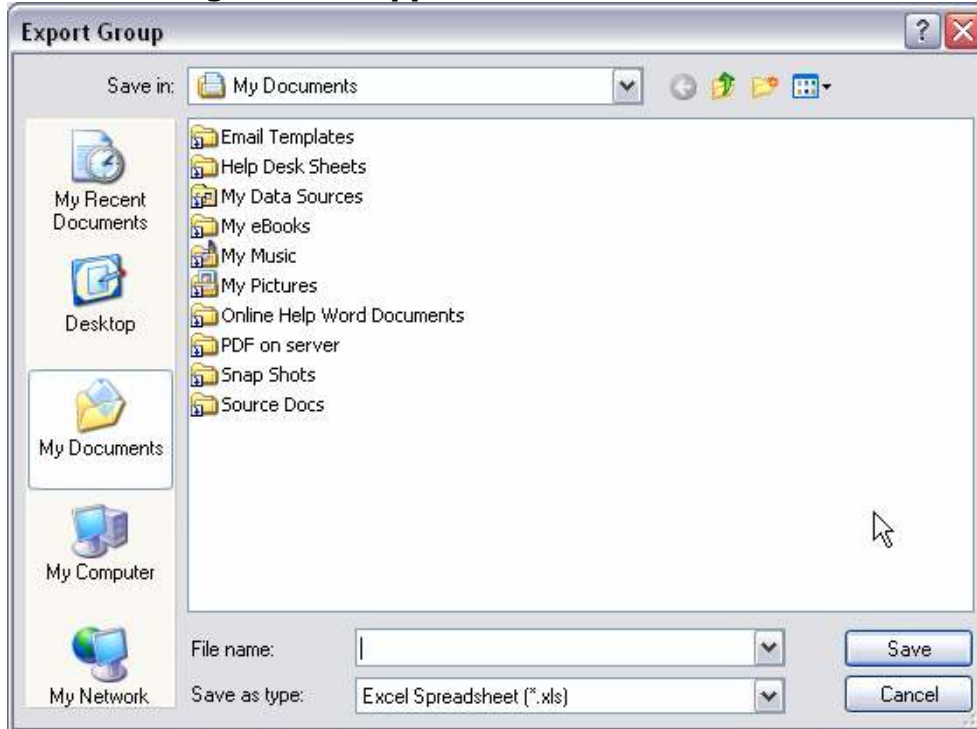 Export Group
?
Save in:
My Documents
My Recent
Documents
Desktop
My Documents
My Computer
My Network
Email Templates
Help Desk Sheets
My Data Sources
My eBooks
My Music
My Pictures
Online Help Word Documents
PDF on server
Snap Shots
Source Docs
File name:
Save
Save as type:
Excel Spreadsheet (*.xls)
Cancel